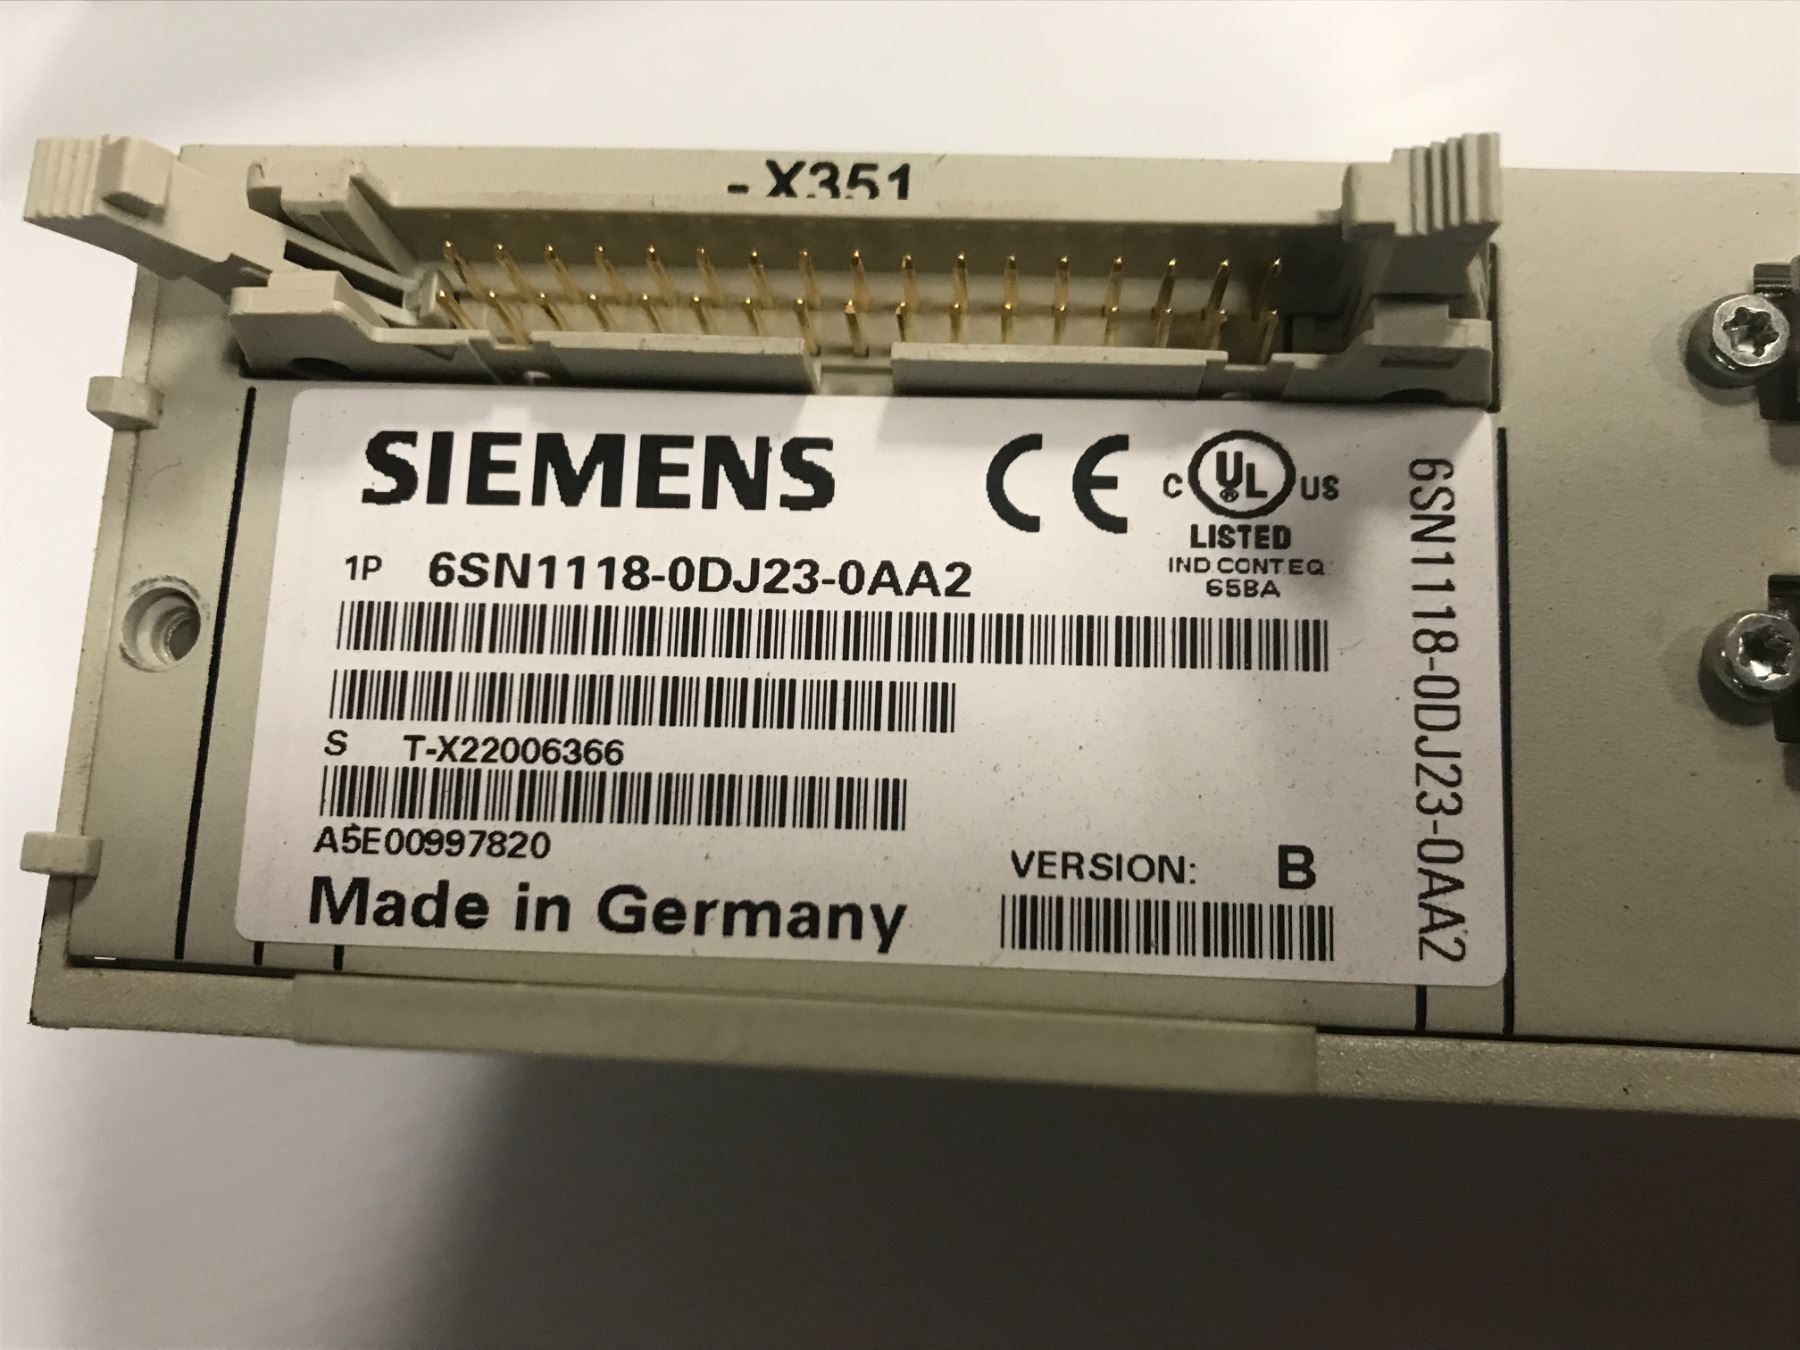 -X351
SIEMENS
CE
C UL ® US
LISTED
IND.CONT.EQ.
65BA
1P 6SN1118-0DJ23-0AA2
S T-X22006366
A5E00997820
Made in Germany
VERSION: B
6SN1118-0DJ23-0AA2